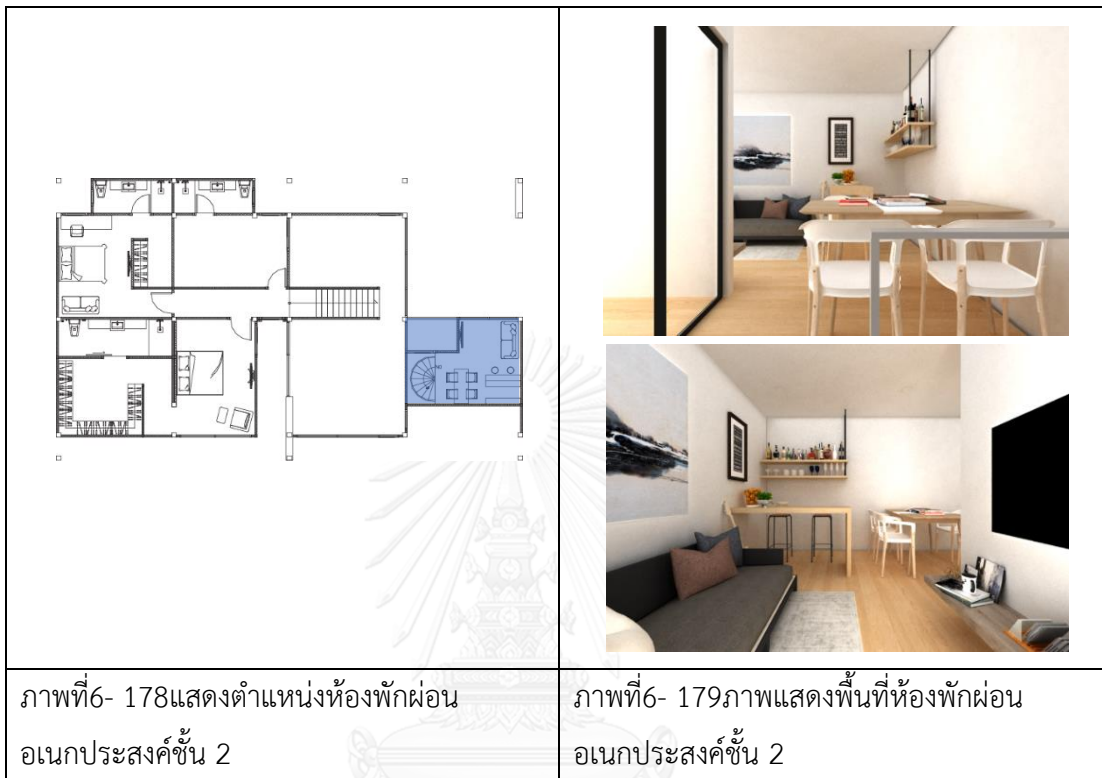 ภาพที่6- 178แสดงตำแหน่งห้องพักผ่อน
อเนกประสงค์ชั้น 2
ภาพที่6- 179ภาพแสดงพื้นที่ห้องพักผ่อน
อเนกประสงค์ชั้น 2